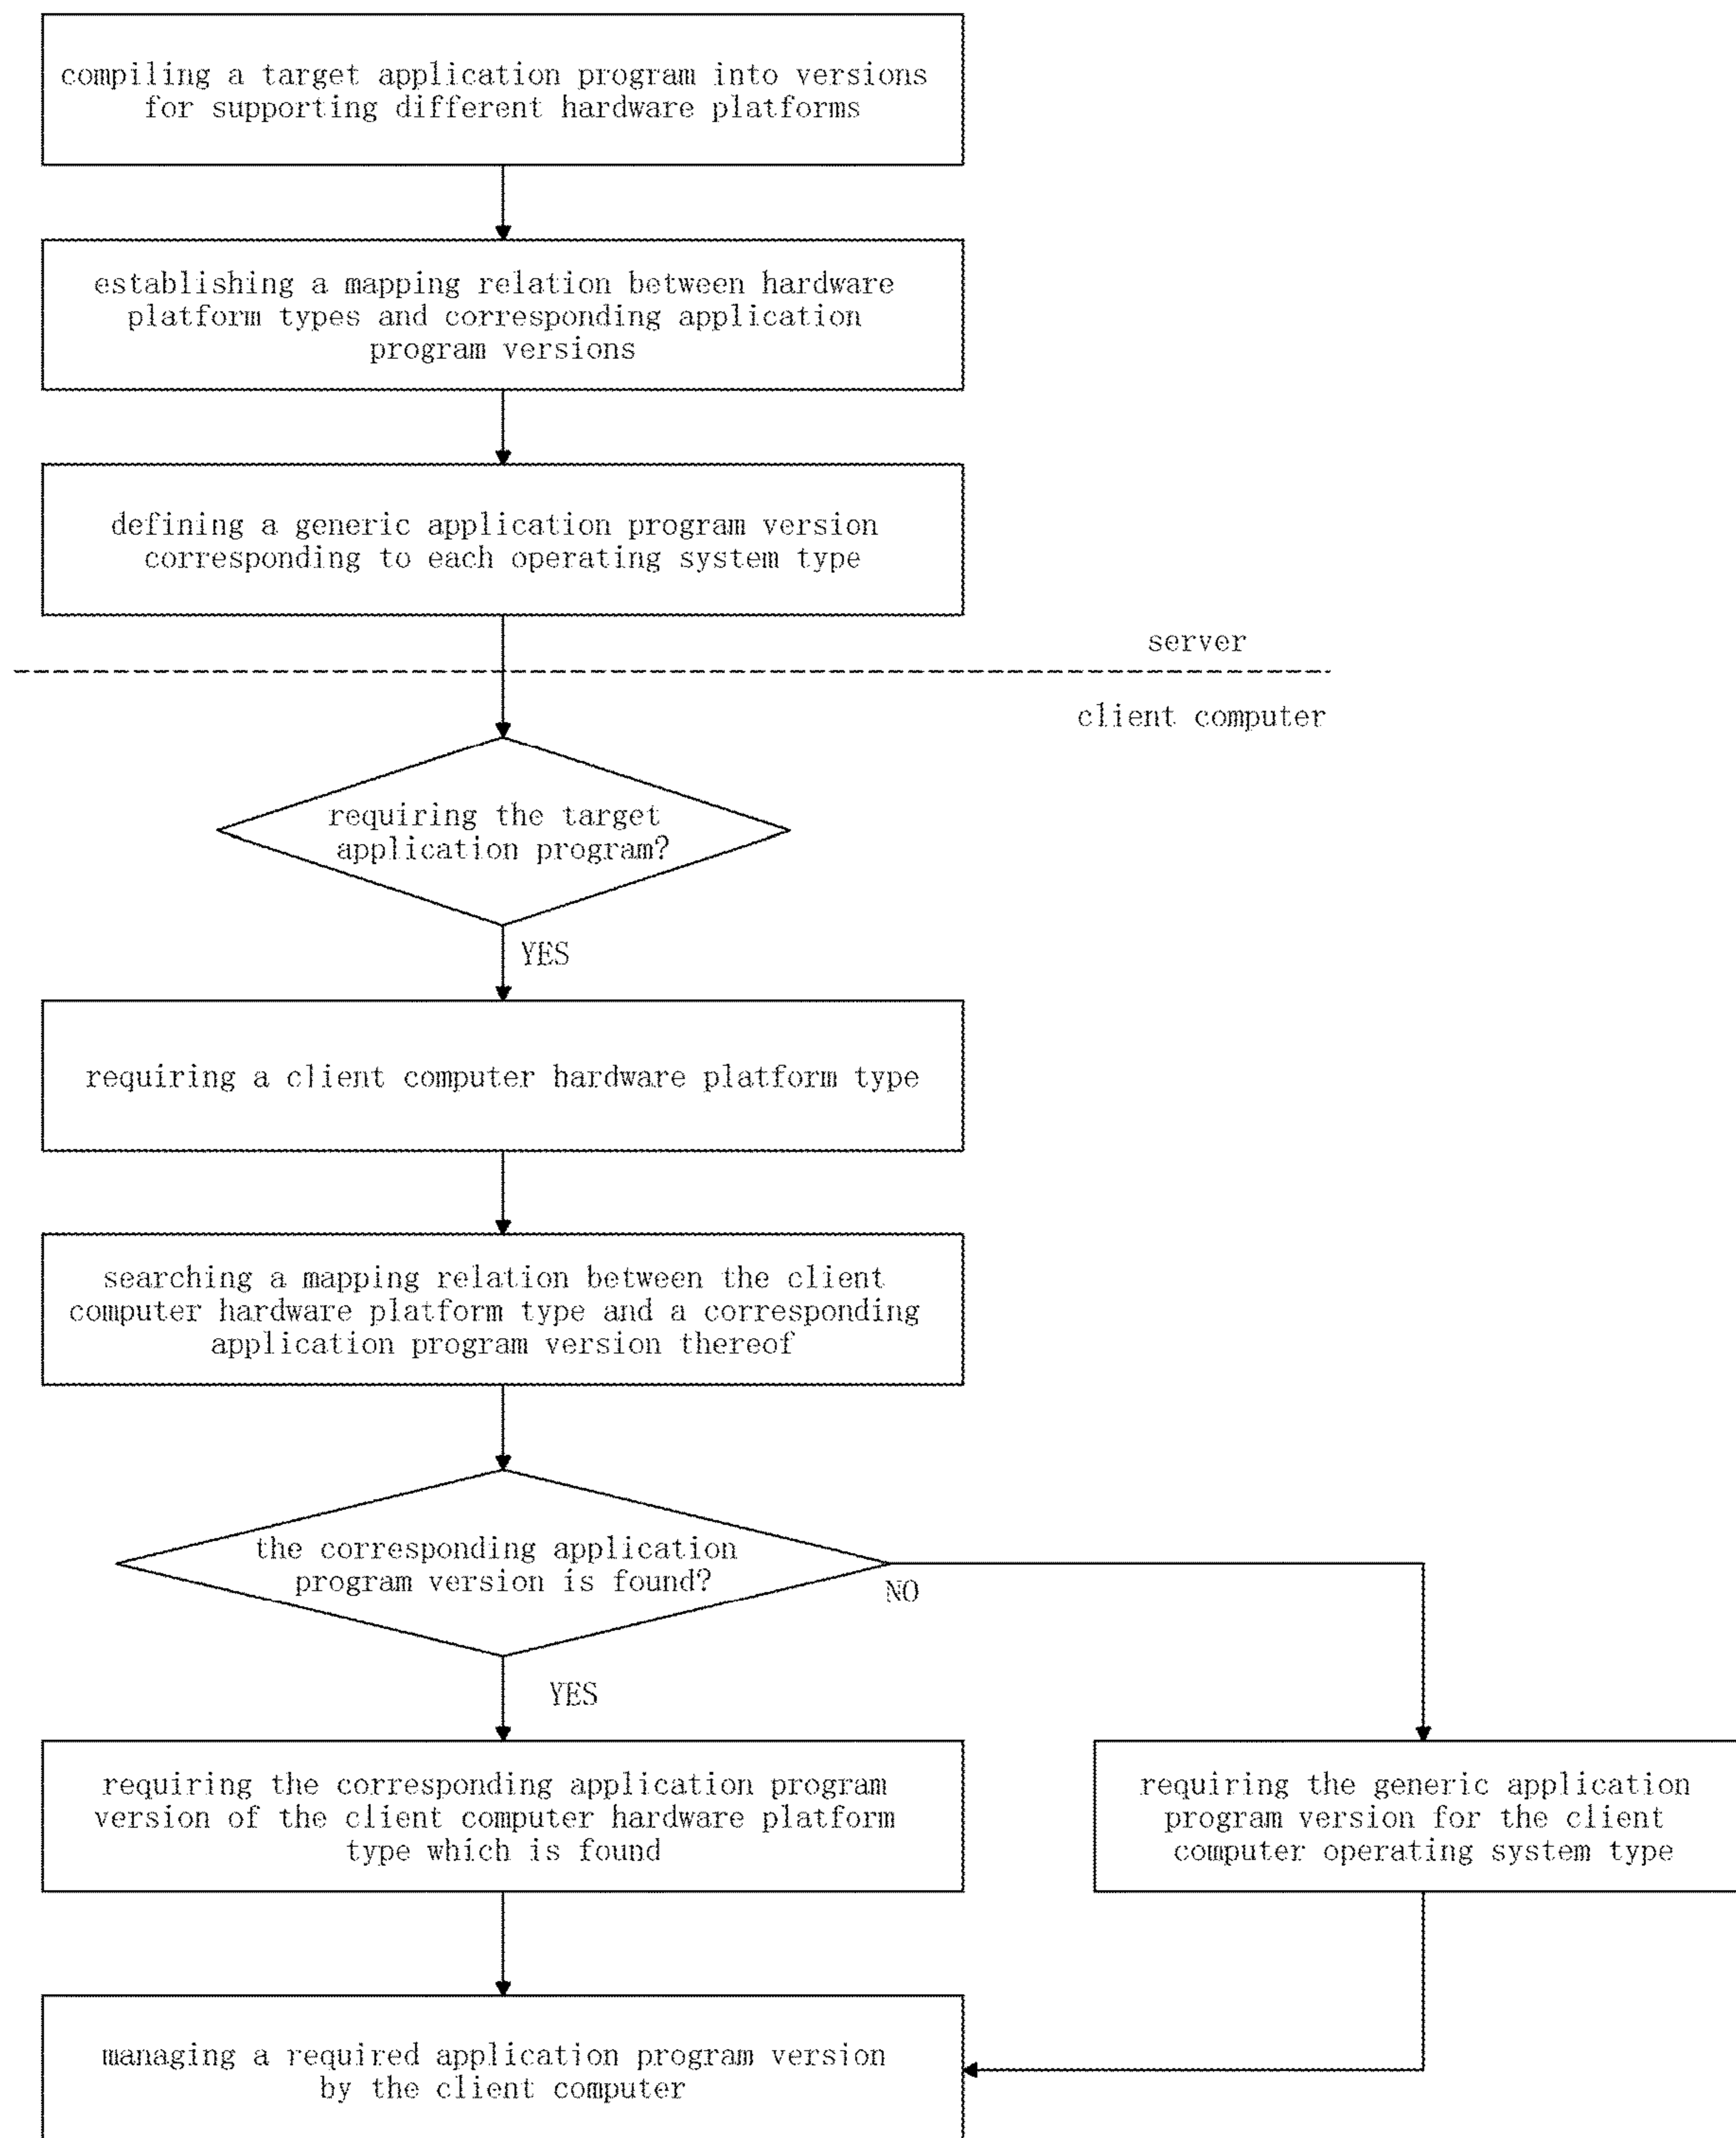 compiling a target application program into versions
for supporting different hardware platforms
establishing a mapping relation between hardware
platform types and corresponding application
program versions
defining a generic application program version
corresponding to each operating system type
server
client computer
requiring the target
application program?
YES
requiring a client computer hardware platform type
searching a mapping relation between the client
computer hardware platform type and a corresponding
application program version thereof
the corresponding application
program version is found?
NO
YES
requiring the corresponding application program
version of the client computer hardware platform
type which is found
requiring the generic application
program version for the client
computer operating system type
managing a required application program version
by the client computer